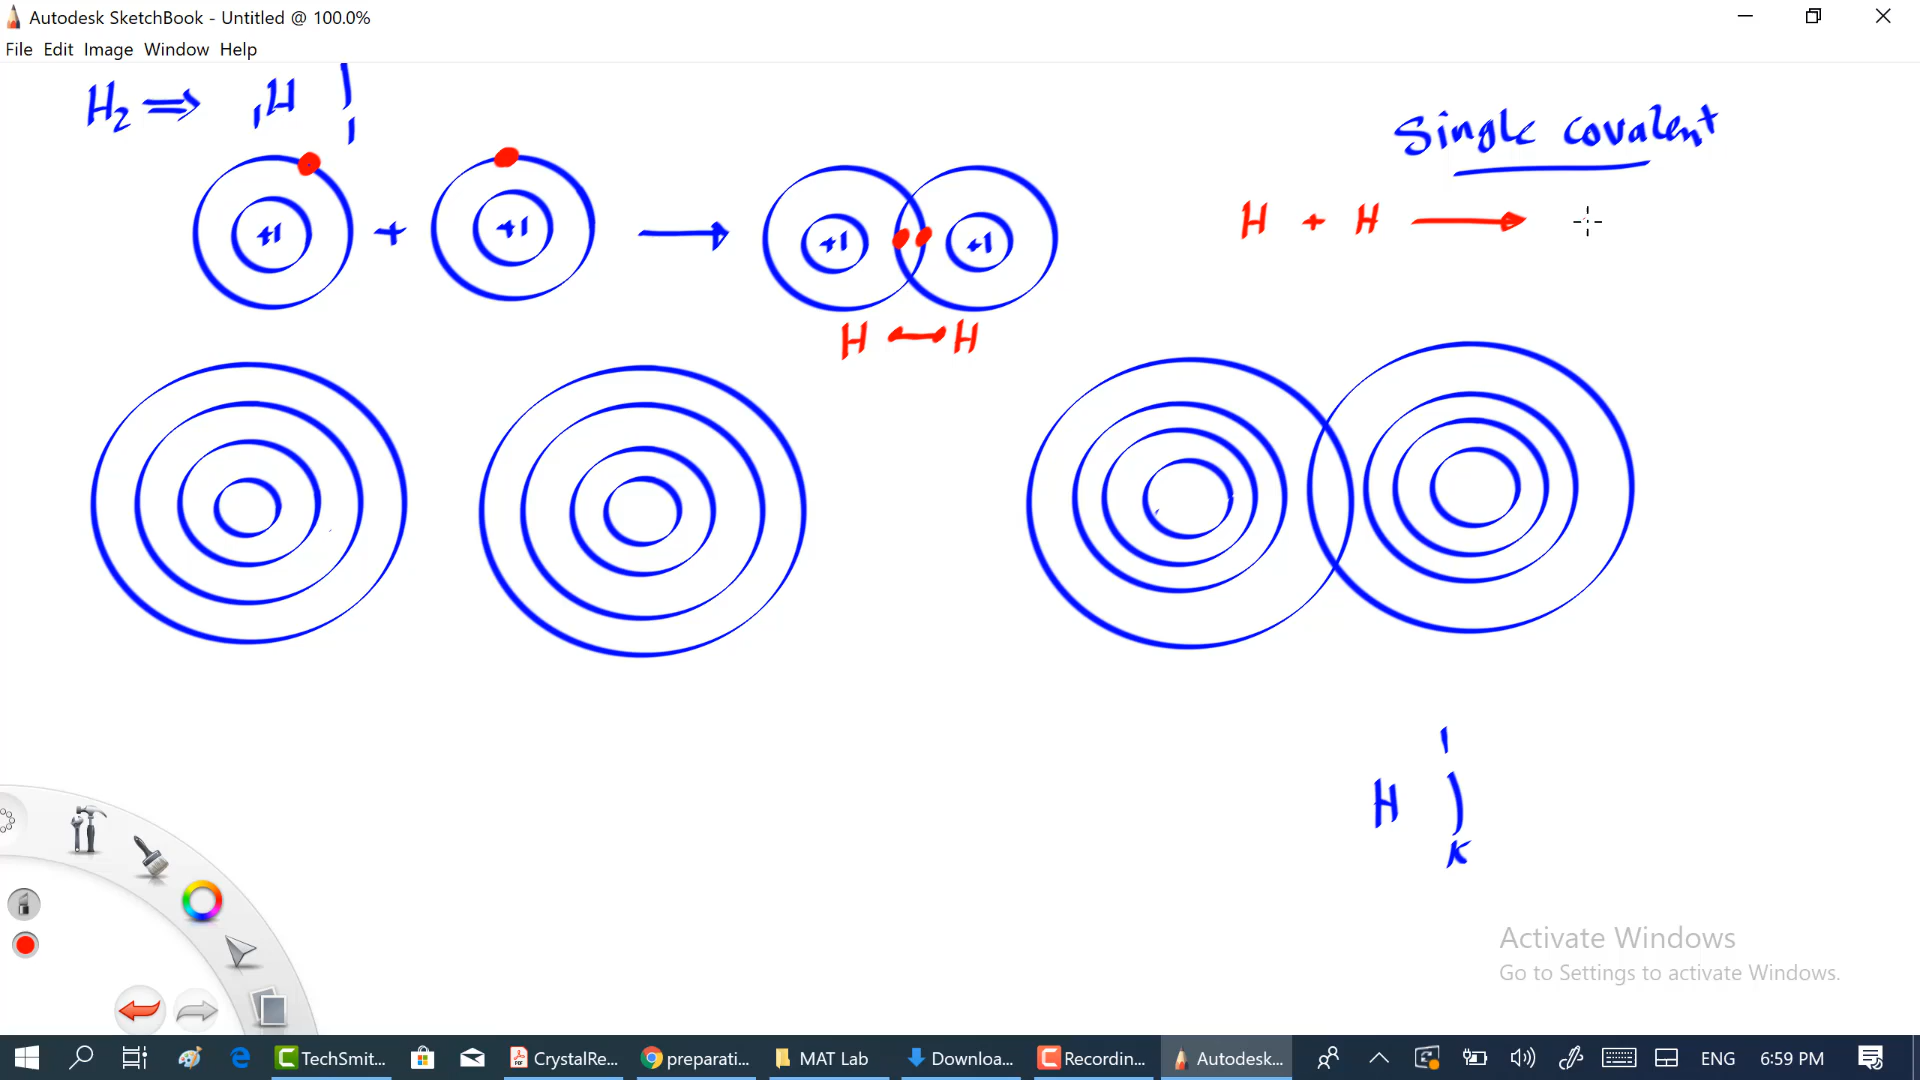 Autodesk SketchBook - Untitled @ 100.0%
File Edit Image Window Help
H₂ ⇒ ₁H 1
Single covalent
+1 + +1 → +1 +1
H + H →
H — H
1
H
K
Activate Windows
Go to Settings to activate Windows.
TechSmit... CrystalRe... preparati... MAT Lab Downloa... Recordin... Autodesk... ENG 6:59 PM